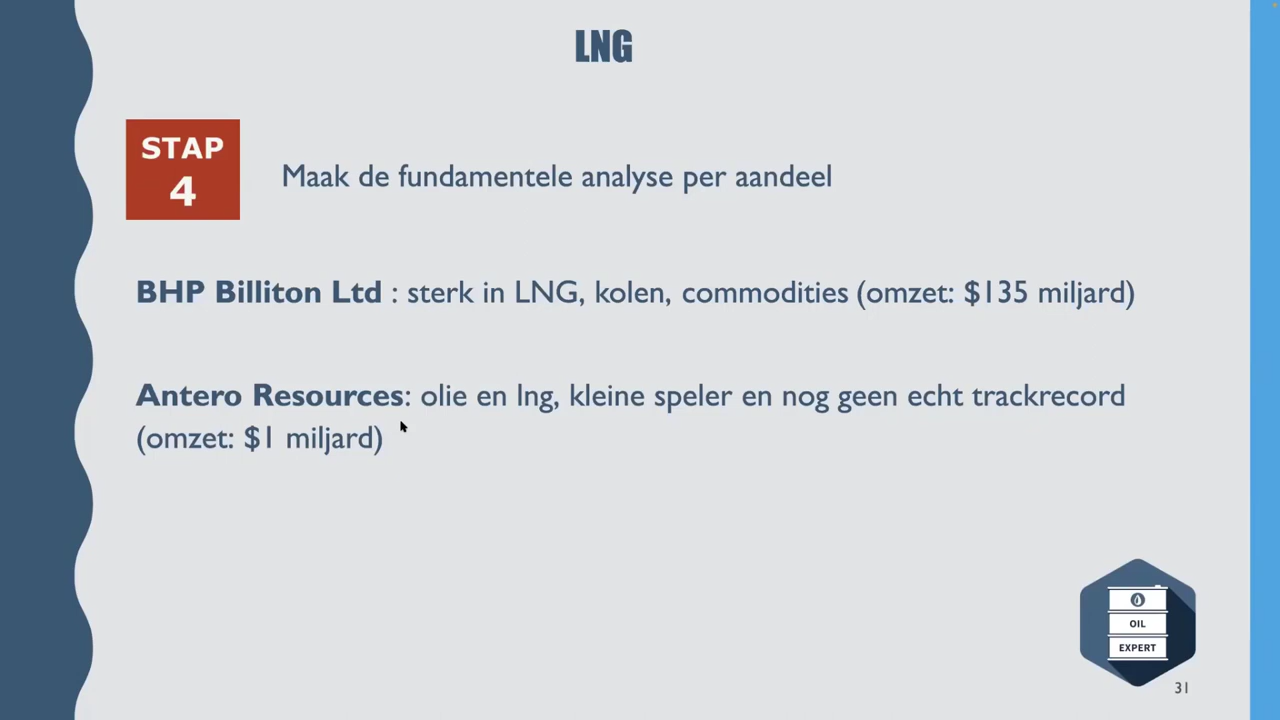 LNG
STAP
4
Maak de fundamentele analyse per aandeel
BHP Billiton Ltd : sterk in LNG, kolen, commodities (omzet: $135 miljard)
Antero Resources: olie en lng, kleine speler en nog geen echt trackrecord
(omzet: $1 miljard)
OIL
EXPERT
31